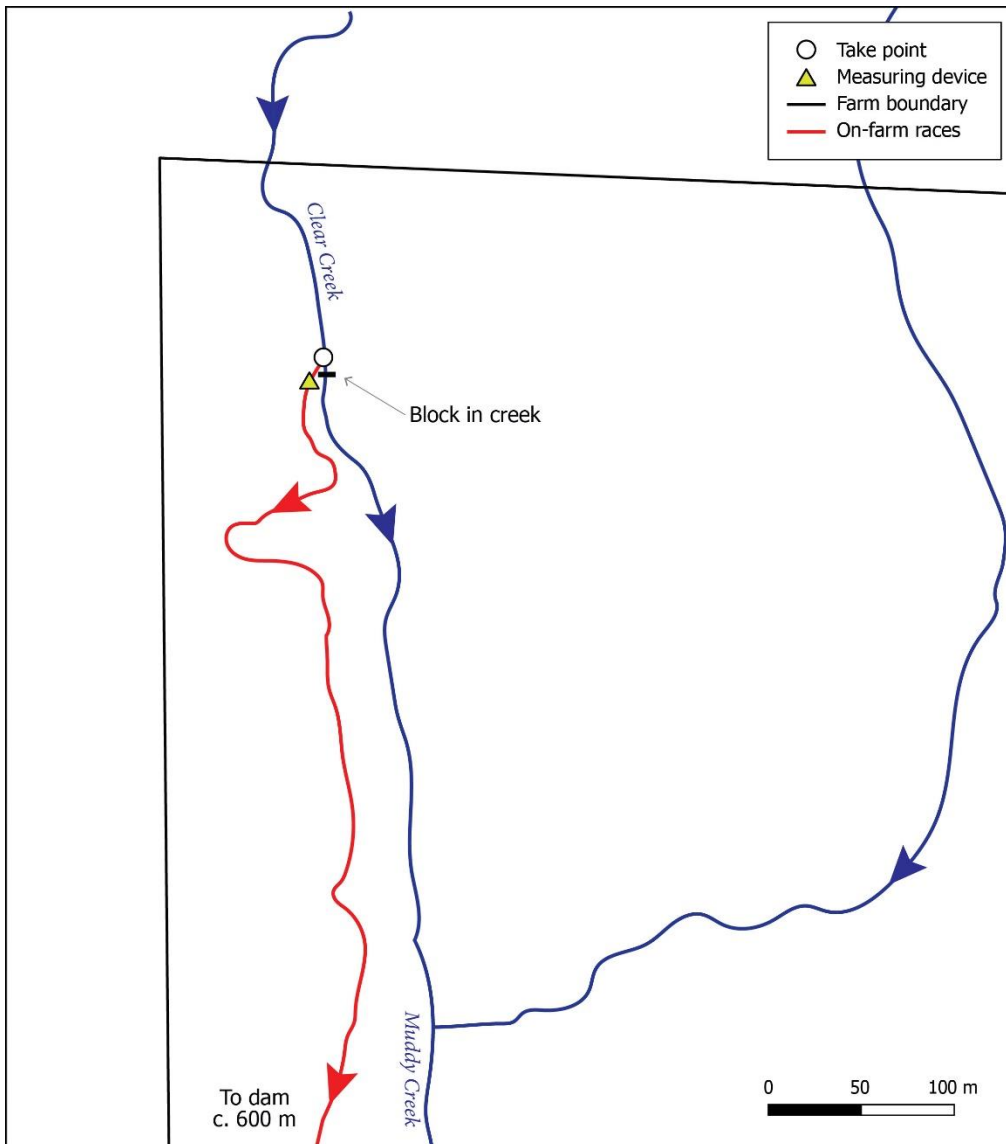 Take point
Measuring device
Farm boundary
On-farm races
Clear Creek
Block in creek
Muddy Creek
To dam
c. 600 m
0 50 100 m